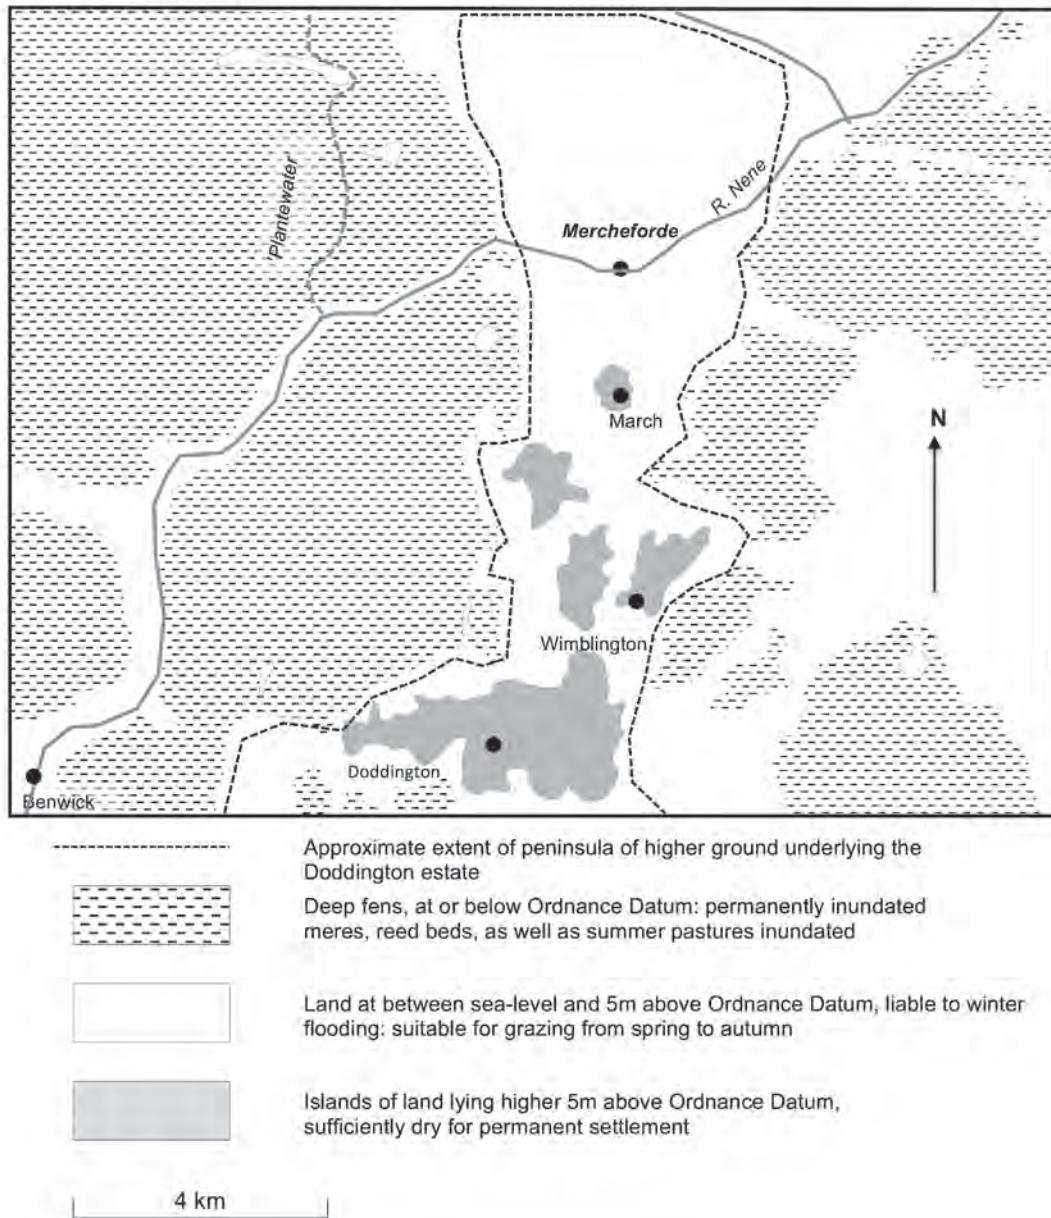 'Plantewater'
R. Nene
Mercheforde
N
March
Wimblington
Doddington
Benwick
Approximate extent of peninsula of higher ground underlying the
Doddington estate
Deep fens, at or below Ordnance Datum: permanently inundated
meres, reed beds, as well as summer pastures inundated
Land at between sea-level and 5m above Ordnance Datum, liable to winter
flooding: suitable for grazing from spring to autumn
Islands of land lying higher 5m above Ordnance Datum,
sufficiently dry for permanent settlement
4 km